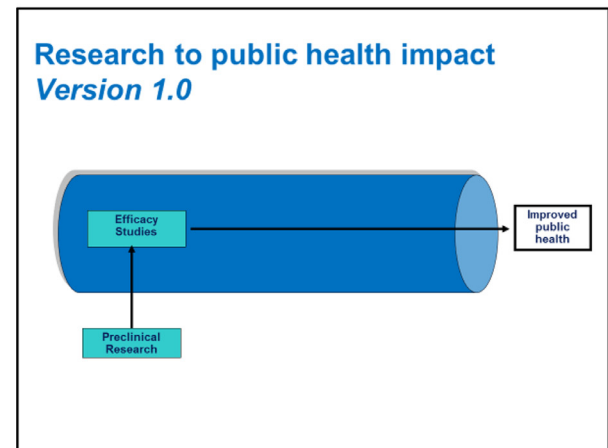 Research to public health impact
Version 1.0
Efficacy
Studies
Improved
public
health
Preclinical
Research